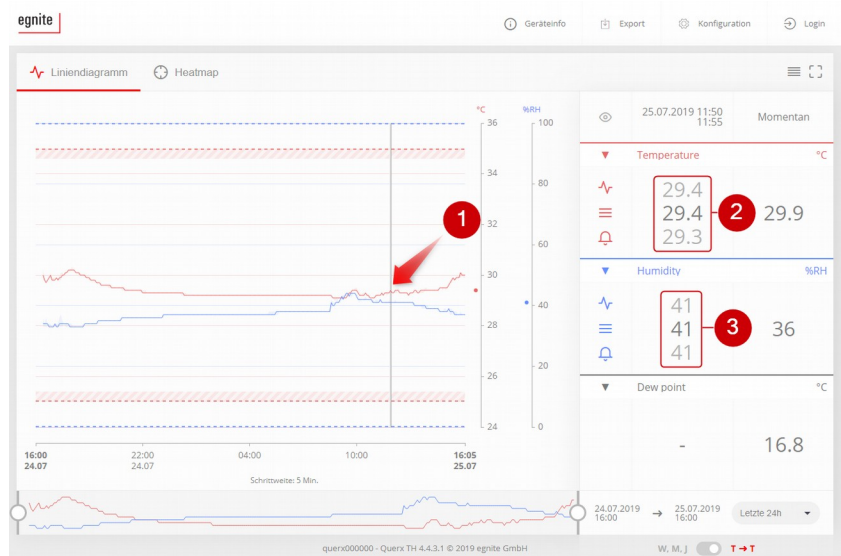 egnite
Geräteinfo
Export
Konfiguration
Login
Liniendiagramm
Heatmap
°C
%RH
36
100
34
80
32
60
30
40
28
26
20
24
0
1
16:00
24.07
22:00
24.07
04:00
10:00
16:05
25.07
Schrittweite: 5 Min.
25.07.2019 11:50
11:55
Momentan
Temperature
°C
29.4
29.4
29.3
2
29.9
Humidity
%RH
41
41
41
3
36
Dew point
°C
-
16.8
24.07.2019
16:00
→
25.07.2019
16:00
Letzte 24h
querx000000 - Querx TH 4.4.3.1 © 2019 egnite GmbH
W, M, J
T→T